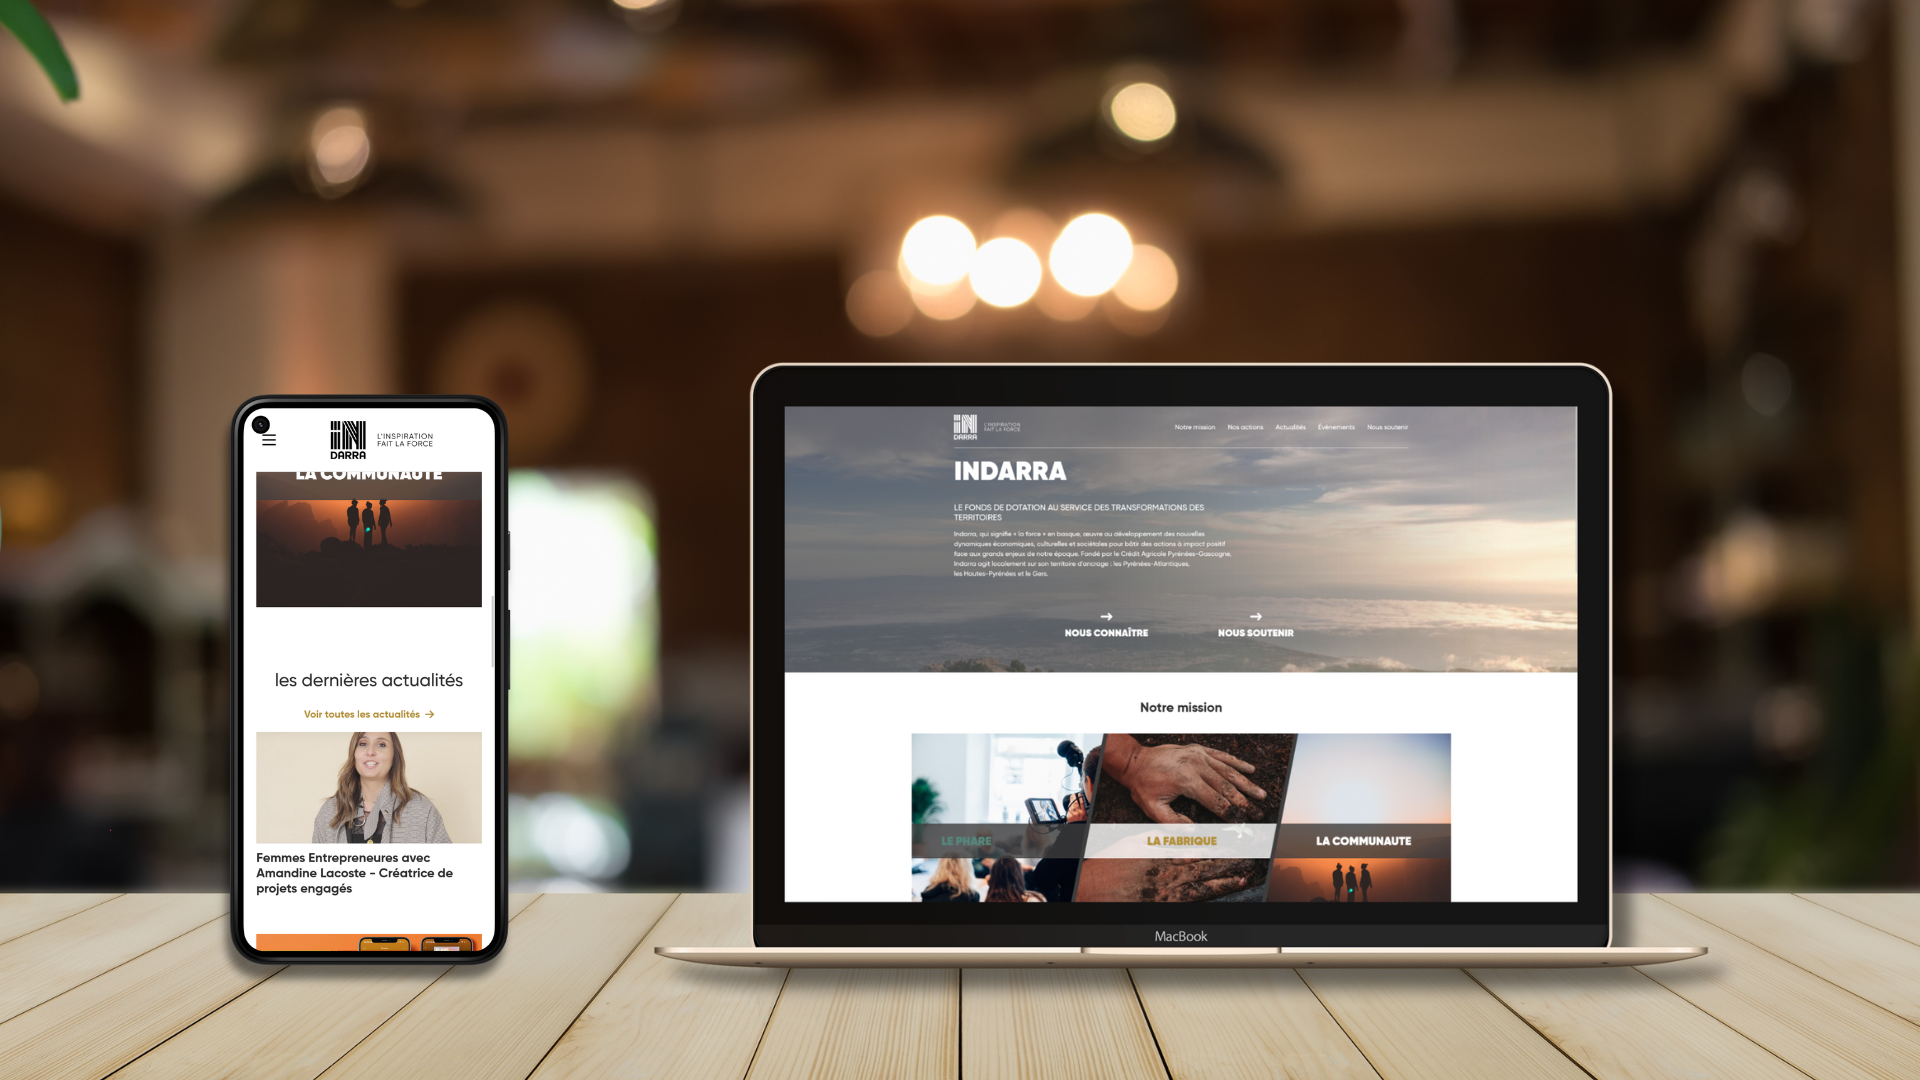 iN
DARRA
L'INSPIRATION
FAIT LA FORCE
LA COMMUNAUTE
les dernières actualités
Voir toutes les actualités →
Femmes Entrepreneures avec
Amandine Lacoste - Créatrice de
projets engagés
iN
DARRA
L'INSPIRATION
FAIT LA FORCE
Notre mission Nos actions Actualités Évènements Nous soutenir
INDARRA
LE FONDS DE DOTATION AU SERVICE DES TRANSFORMATIONS DES
TERRITOIRES
Indarra, qui signifie « la force » en basque, œuvre au développement des nouvelles
dynamiques économiques, culturelles et sociétales pour bâtir des actions à impact positif
face aux grands enjeux de notre époque. Fondé par le Crédit Agricole Pyrénées-Gascogne,
Indarra agit localement sur son territoire d'ancrage : les Pyrénées-Atlantiques,
les Hautes-Pyrénées et le Gers.
→ →
NOUS CONNAÎTRE NOUS SOUTENIR
Notre mission
LE PHARE LA FABRIQUE LA COMMUNAUTE
MacBook